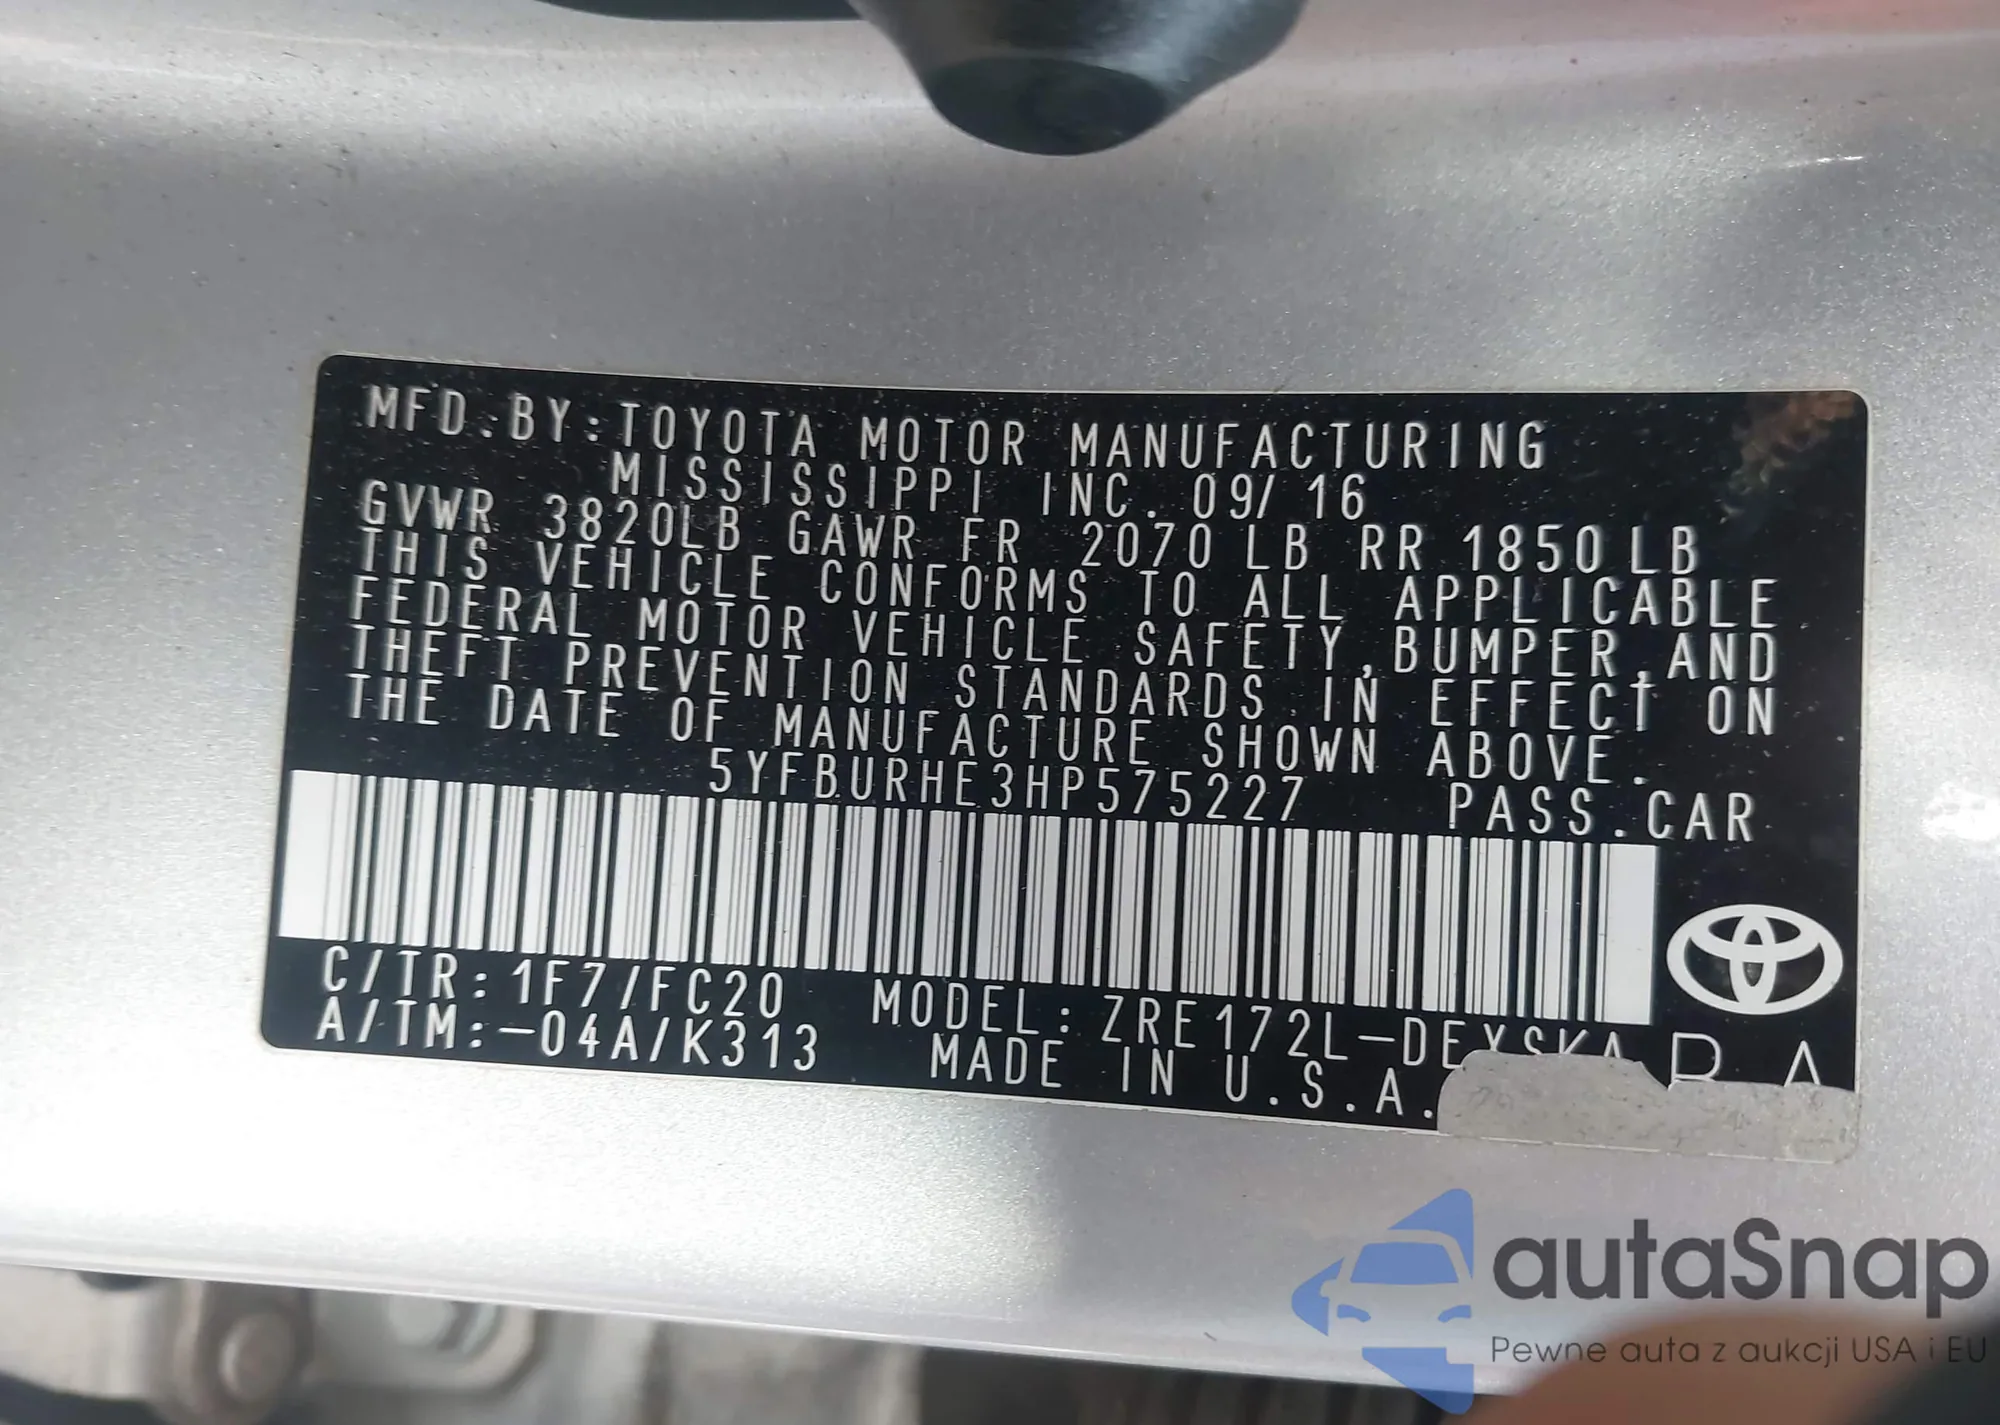 MFD.BY:TOYOTA MOTOR MANUFACTURING
MISSISSIPPI INC. 09/16
GVWR 3820LB GAWR FR 2070LB RR 1850LB
THIS VEHICLE CONFORMS TO ALL APPLICABLE
FEDERAL MOTOR VEHICLE SAFETY,BUMPER,AND
THEFT PREVENTION STANDARDS IN EFFECT ON
THE DATE OF MANUFACTURE SHOWN ABOVE.
5YFBURHE3HP575227 PASS.CAR
C/TR:1F7/FC20 MODEL:ZRE172L-DEXSKA BA
A/TM:-04A/K313 MADE IN U.S.A.
autaSnap
Pewne auta z aukcji USA i EU